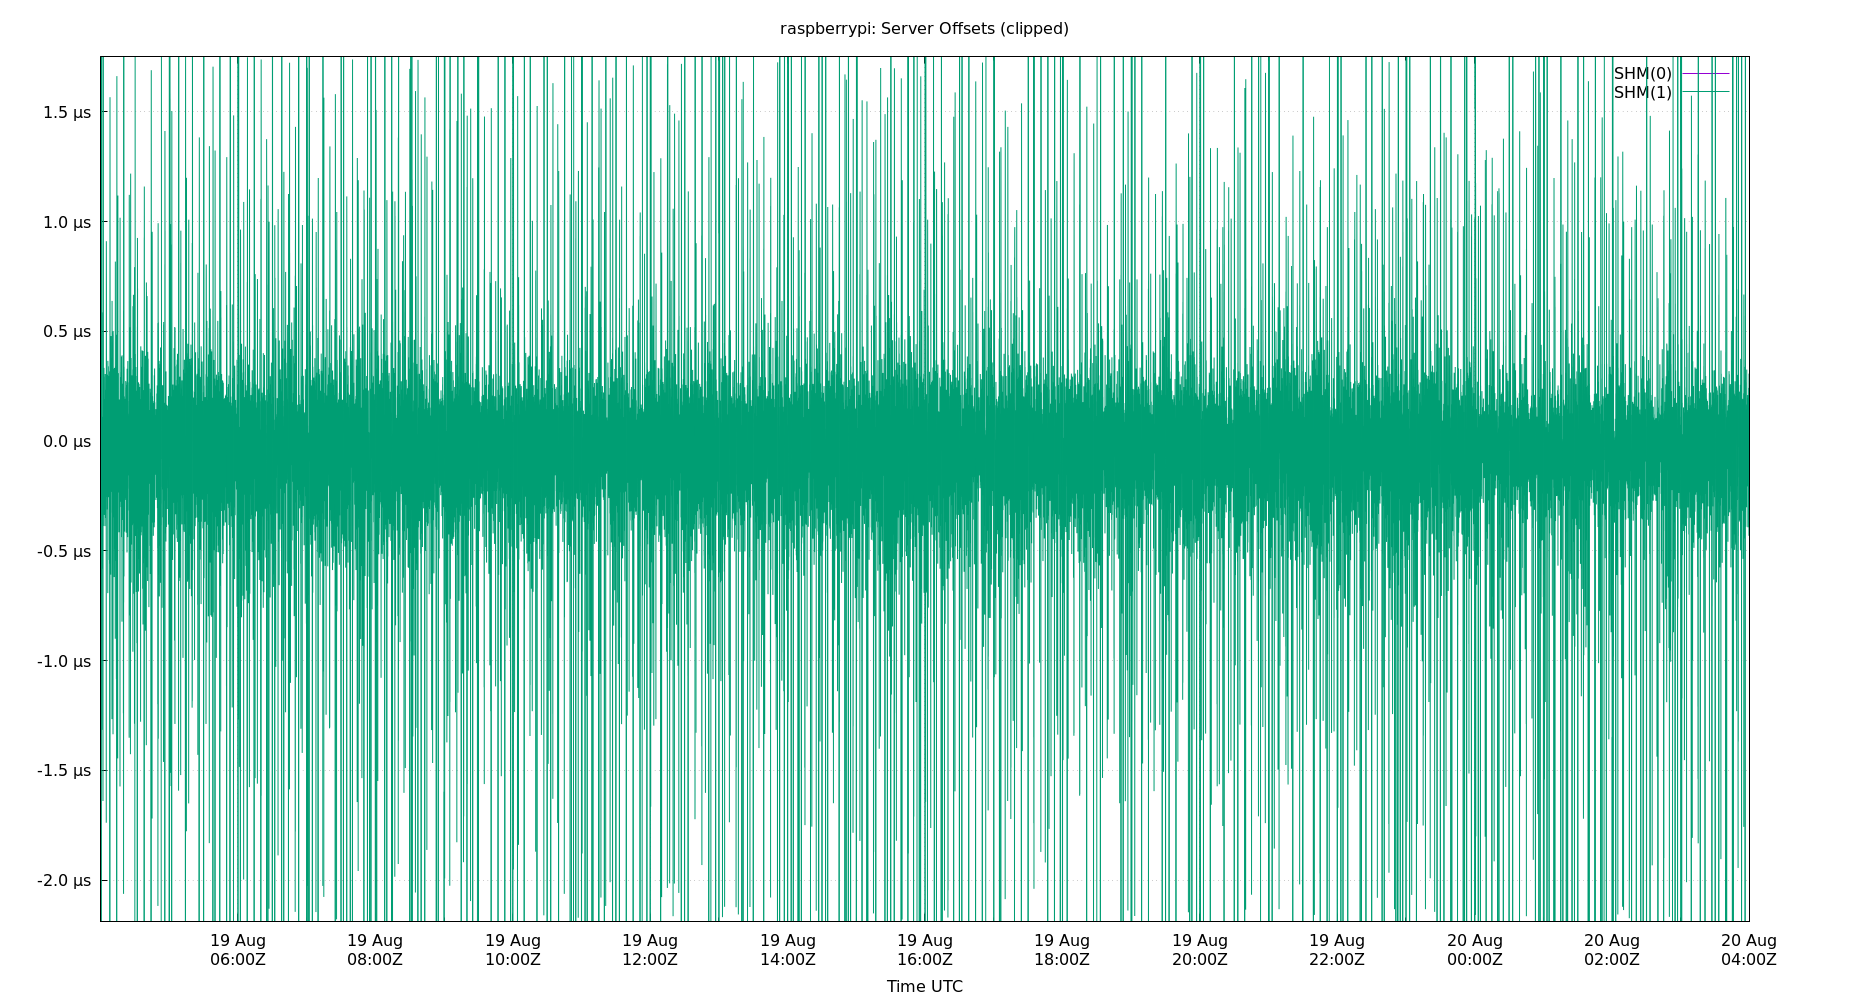 raspberrypi: Server Offsets (clipped)
SHM(0)
SHM(1)
1.5 µs
1.0 µs
0.5 µs
0.0 µs
-0.5 µs
-1.0 µs
-1.5 µs
-2.0 µs
19 Aug 19 Aug 19 Aug 19 Aug 19 Aug 19 Aug 19 Aug 19 Aug 19 Aug 20 Aug 20 Aug 20 Aug
06:00Z 08:00Z 10:00Z 12:00Z 14:00Z 16:00Z 18:00Z 20:00Z 22:00Z 00:00Z 02:00Z 04:00Z
Time UTC